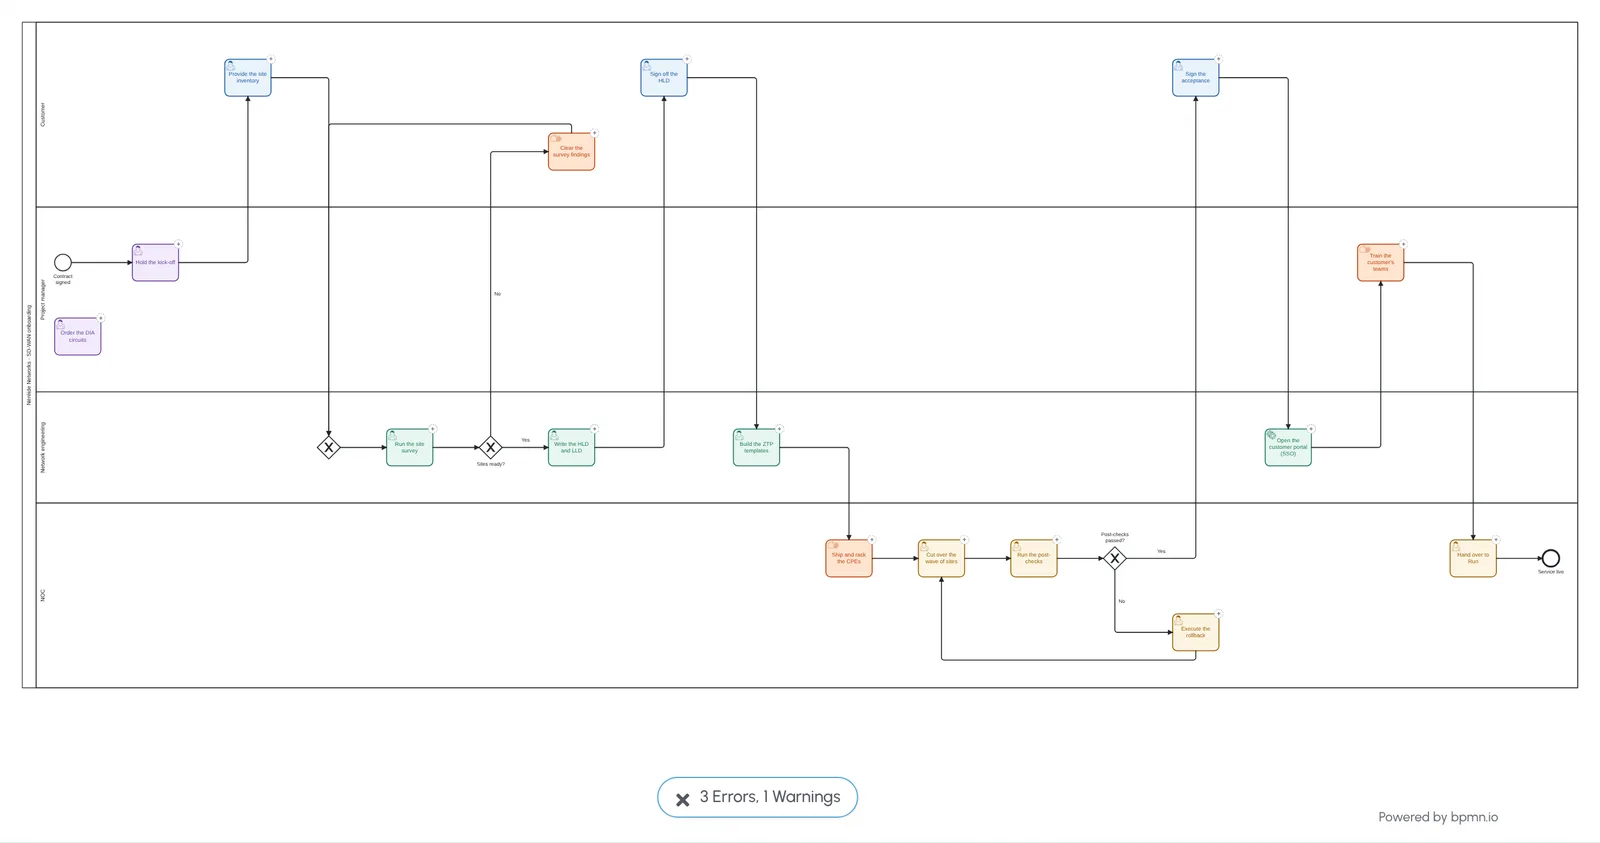 Nimside Networks - SD-WAN onboarding
Customer
Provide the site
inventory
Sign off the
HLD
Sign the
acceptance
Clear the
survey findings
Project manager
Contract
signed
Hold the kick-off
Order the DIA
circuits
No
Train the
customer's
teams
Network engineering
Run the site
survey
Sites ready?
Yes
Write the HLD
and LLD
Build the ZTP
templates
Open the
customer portal
(SSO)
NOC
Ship and rack
the CPEs
Cut over the
wave of sites
Run the post-
checks
Post-checks
passed?
Yes
No
Execute the
rollback
Hand over to
Run
Service live
3 Errors, 1 Warnings
Powered by bpmn.io